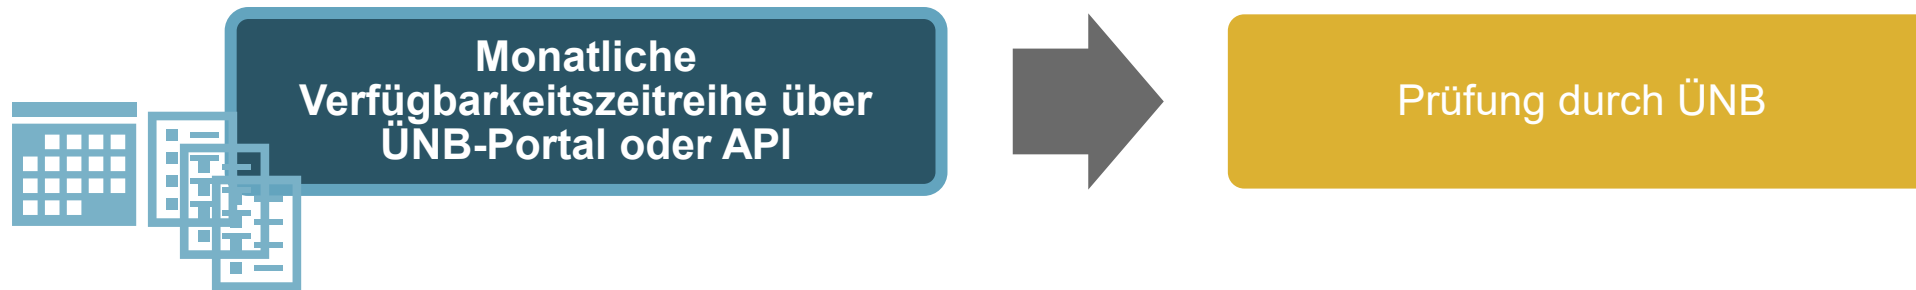 Monatliche
Verfügbarkeitszeitreihe über
ÜNB-Portal oder API
Prüfung durch ÜNB